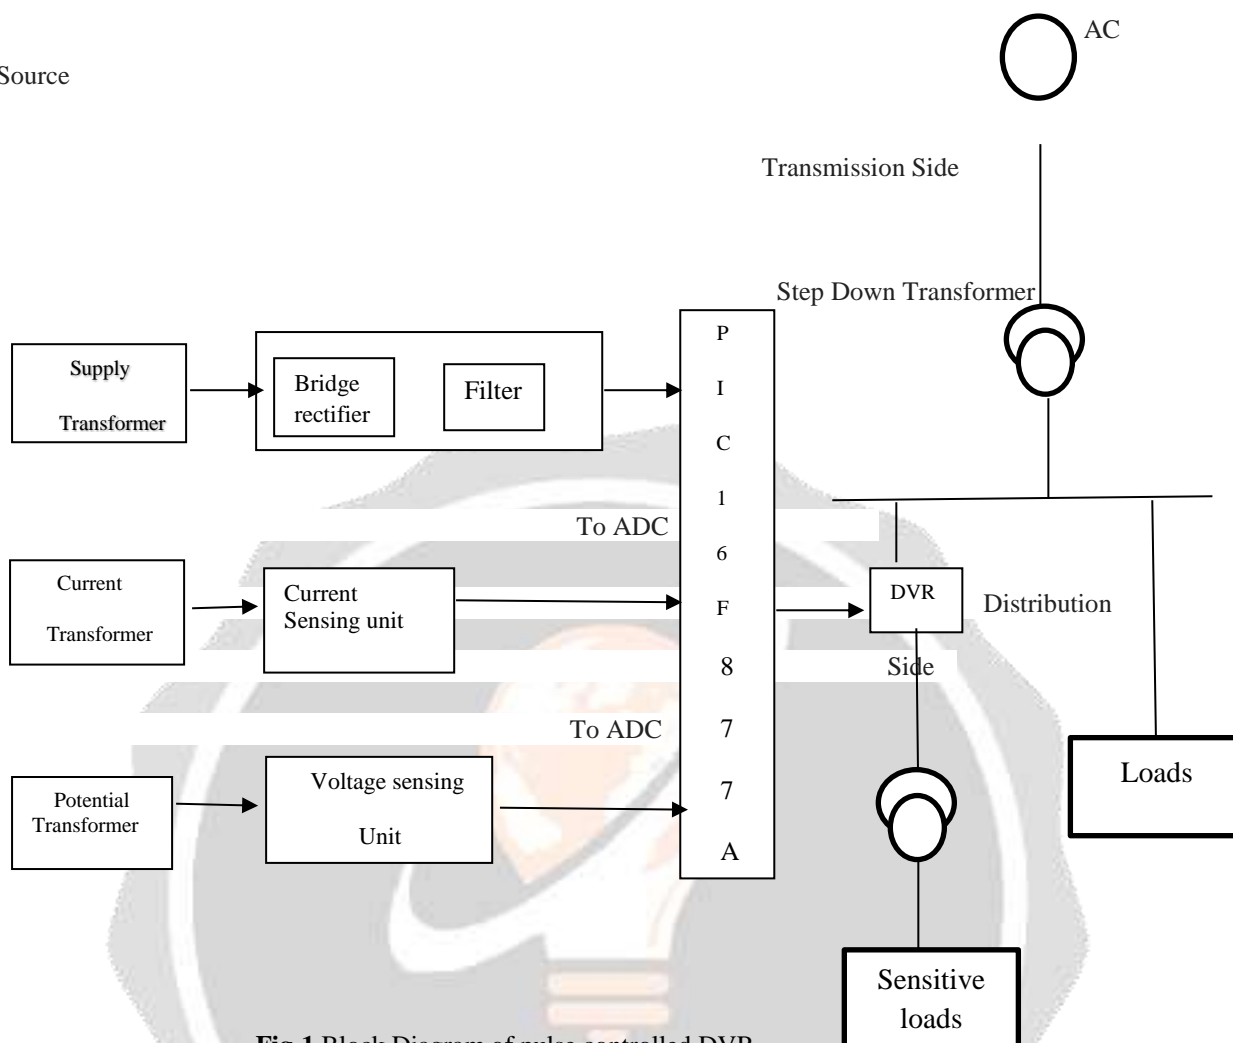 AC
Source
Transmission Side
Step Down Transformer
Supply
Transformer
Bridge
rectifier
Filter
P
I
C
1
6
F
8
7
7
A
To ADC
Current
Transformer
Current
Sensing unit
DVR
Distribution
Side
To ADC
Potential
Transformer
Voltage sensing
Unit
Loads
Sensitive
loads
Fig 1 Block Diagram of pulse controlled DVR